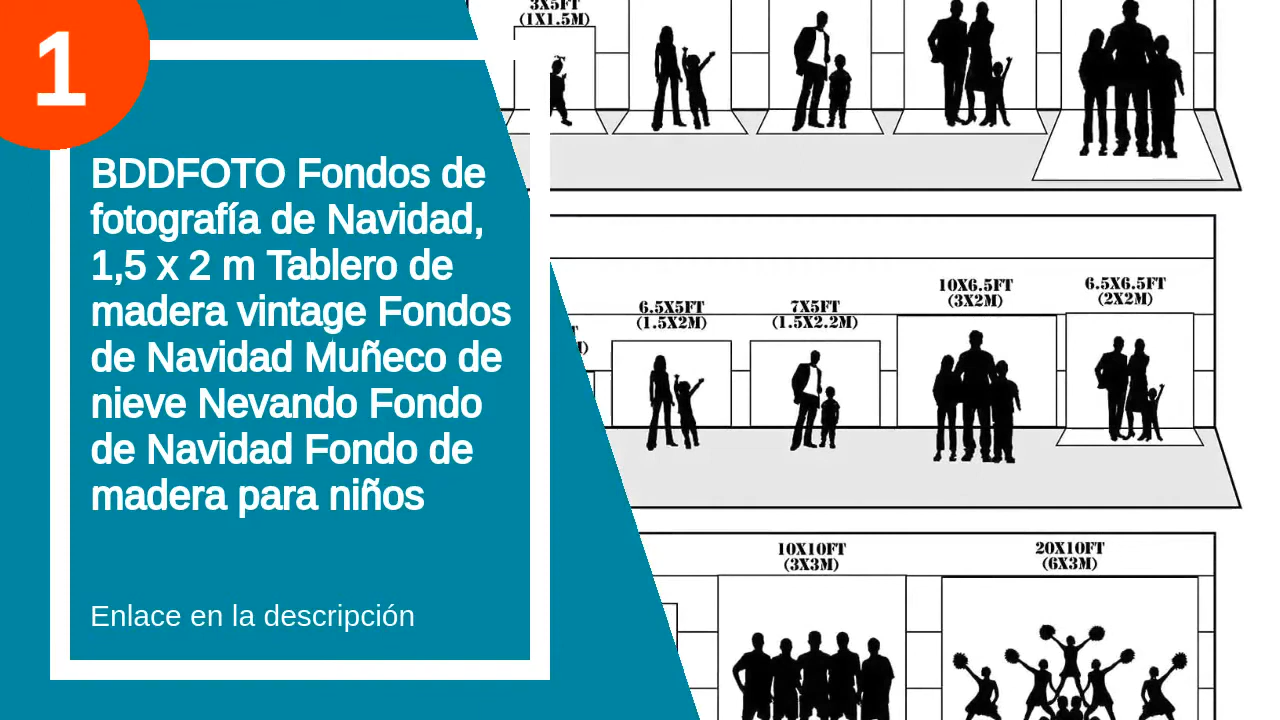 1
3X5FT
(1X1.5M)
BDDFOTO Fondos de
fotografía de Navidad,
1,5 x 2 m Tablero de
madera vintage Fondos
de Navidad Muñeco de
nieve Nevando Fondo
de Navidad Fondo de
madera para niños
Enlace en la descripción
6.5X5FT
(1.5X2M)
7X5FT
(1.5X2.2M)
10X6.5FT
(3X2M)
6.5X6.5FT
(2X2M)
10X10FT
(3X3M)
20X10FT
(6X3M)